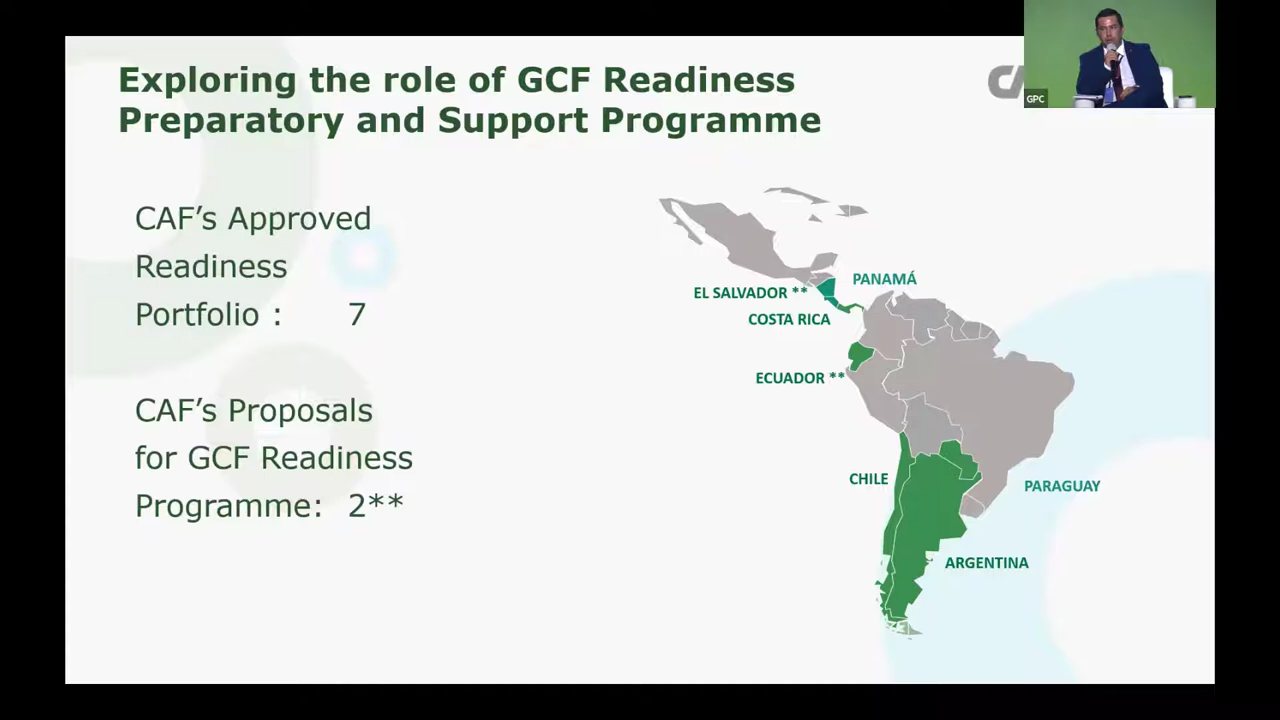 Exploring the role of GCF Readiness
Preparatory and Support Programme
GPC
CAF’s Approved
Readiness
Portfolio : 7
CAF’s Proposals
for GCF Readiness
Programme: 2**
PANAMÁ
EL SALVADOR **
COSTA RICA
ECUADOR **
CHILE
PARAGUAY
ARGENTINA